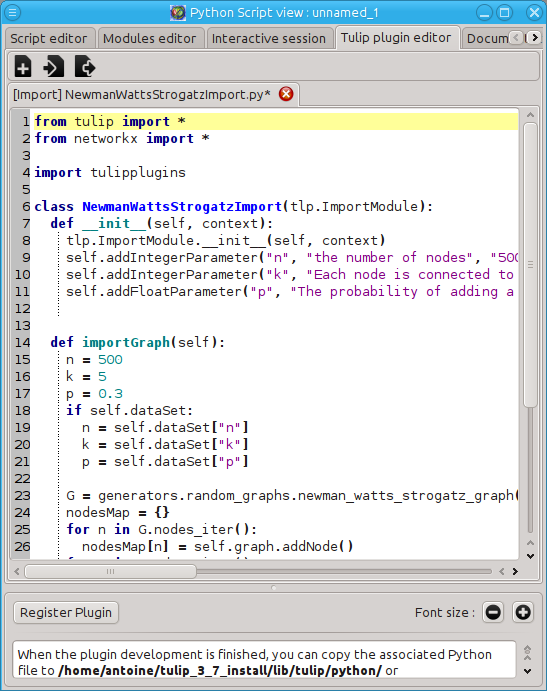 Python Script view : unnamed_1
Script editor Modules editor Interactive session Tulip plugin editor Docum
[Import] NewmanWattsStrogatzImport.py*
1 from tulip import *
2 from networkx import *
3
4 import tulipplugins
5
6 class NewmanWattsStrogatzImport(tlp.ImportModule):
7 def __init__(self, context):
8 tlp.ImportModule.__init__(self, context)
9 self.addIntegerParameter("n", "the number of nodes", "500
10 self.addIntegerParameter("k", "Each node is connected to
11 self.addFloatParameter("p", "The probability of adding a
12
13
14 def importGraph(self):
15 n = 500
16 k = 5
17 p = 0.3
18 if self.dataSet:
19 n = self.dataSet["n"]
20 k = self.dataSet["k"]
21 p = self.dataSet["p"]
22
23 G = generators.random_graphs.newman_watts_strogatz_graph(
24 nodesMap = {}
25 for n in G.nodes_iter():
26 nodesMap[n] = self.graph.addNode()
Register Plugin Font size :
When the plugin development is finished, you can copy the associated Python
file to /home/antoine/tulip_3_7_install/lib/tulip/python/ or